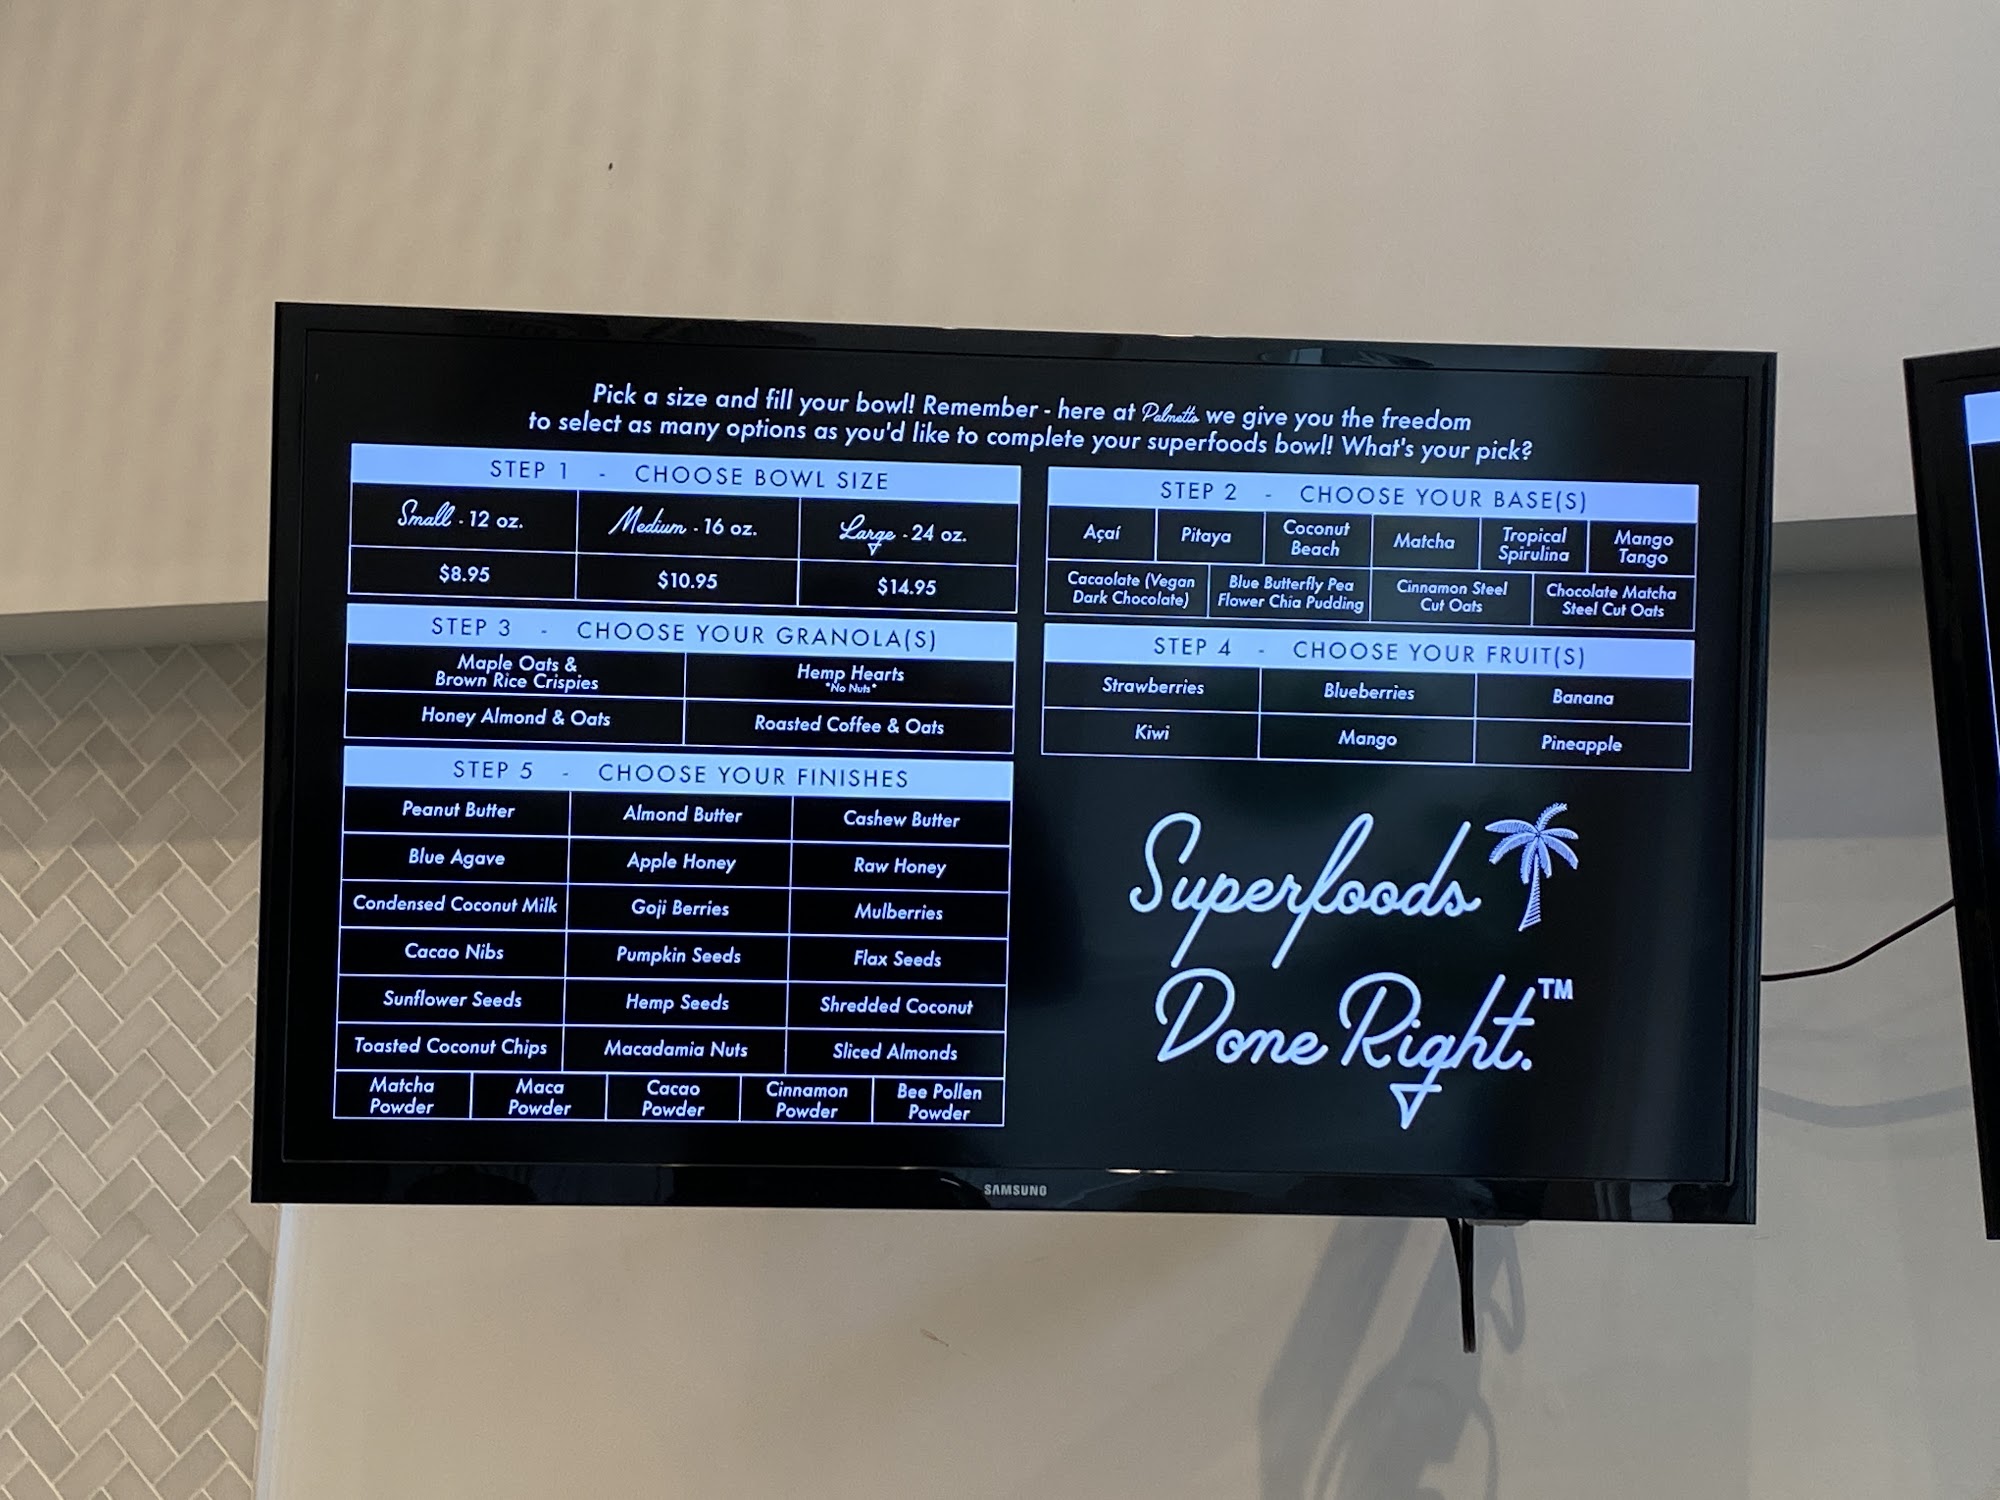 Pick a size and fill your bowl! Remember - here at Palmetto we give you the freedom
to select as many options as you'd like to complete your superfoods bowl! What's your pick?
STEP 1 - CHOOSE BOWL SIZE
Small - 12 oz.
Medium - 16 oz.
Large - 24 oz.
$8.95
$10.95
$14.95
STEP 2 - CHOOSE YOUR BASE(S)
Açaí
Pitaya
Coconut
Beach
Matcha
Tropical
Spirulina
Mango
Tango
Cacaolate (Vegan
Dark Chocolate)
Blue Butterfly Pea
Flower Chia Pudding
Cinnamon Steel
Cut Oats
Chocolate Matcha
Steel Cut Oats
STEP 3 - CHOOSE YOUR GRANOLA(S)
Maple Oats &
Brown Rice Crispies
Hemp Hearts
*No Nuts*
Honey Almond & Oats
Roasted Coffee & Oats
STEP 4 - CHOOSE YOUR FRUIT(S)
Strawberries
Blueberries
Banana
Kiwi
Mango
Pineapple
STEP 5 - CHOOSE YOUR FINISHES
Peanut Butter
Almond Butter
Cashew Butter
Blue Agave
Apple Honey
Raw Honey
Condensed Coconut Milk
Goji Berries
Mulberries
Cacao Nibs
Pumpkin Seeds
Flax Seeds
Sunflower Seeds
Hemp Seeds
Shredded Coconut
Toasted Coconut Chips
Macadamia Nuts
Sliced Almonds
Matcha
Powder
Maca
Powder
Cacao
Powder
Cinnamon
Powder
Bee Pollen
Powder
Superfoods
Done Right.™
SAMSUNG